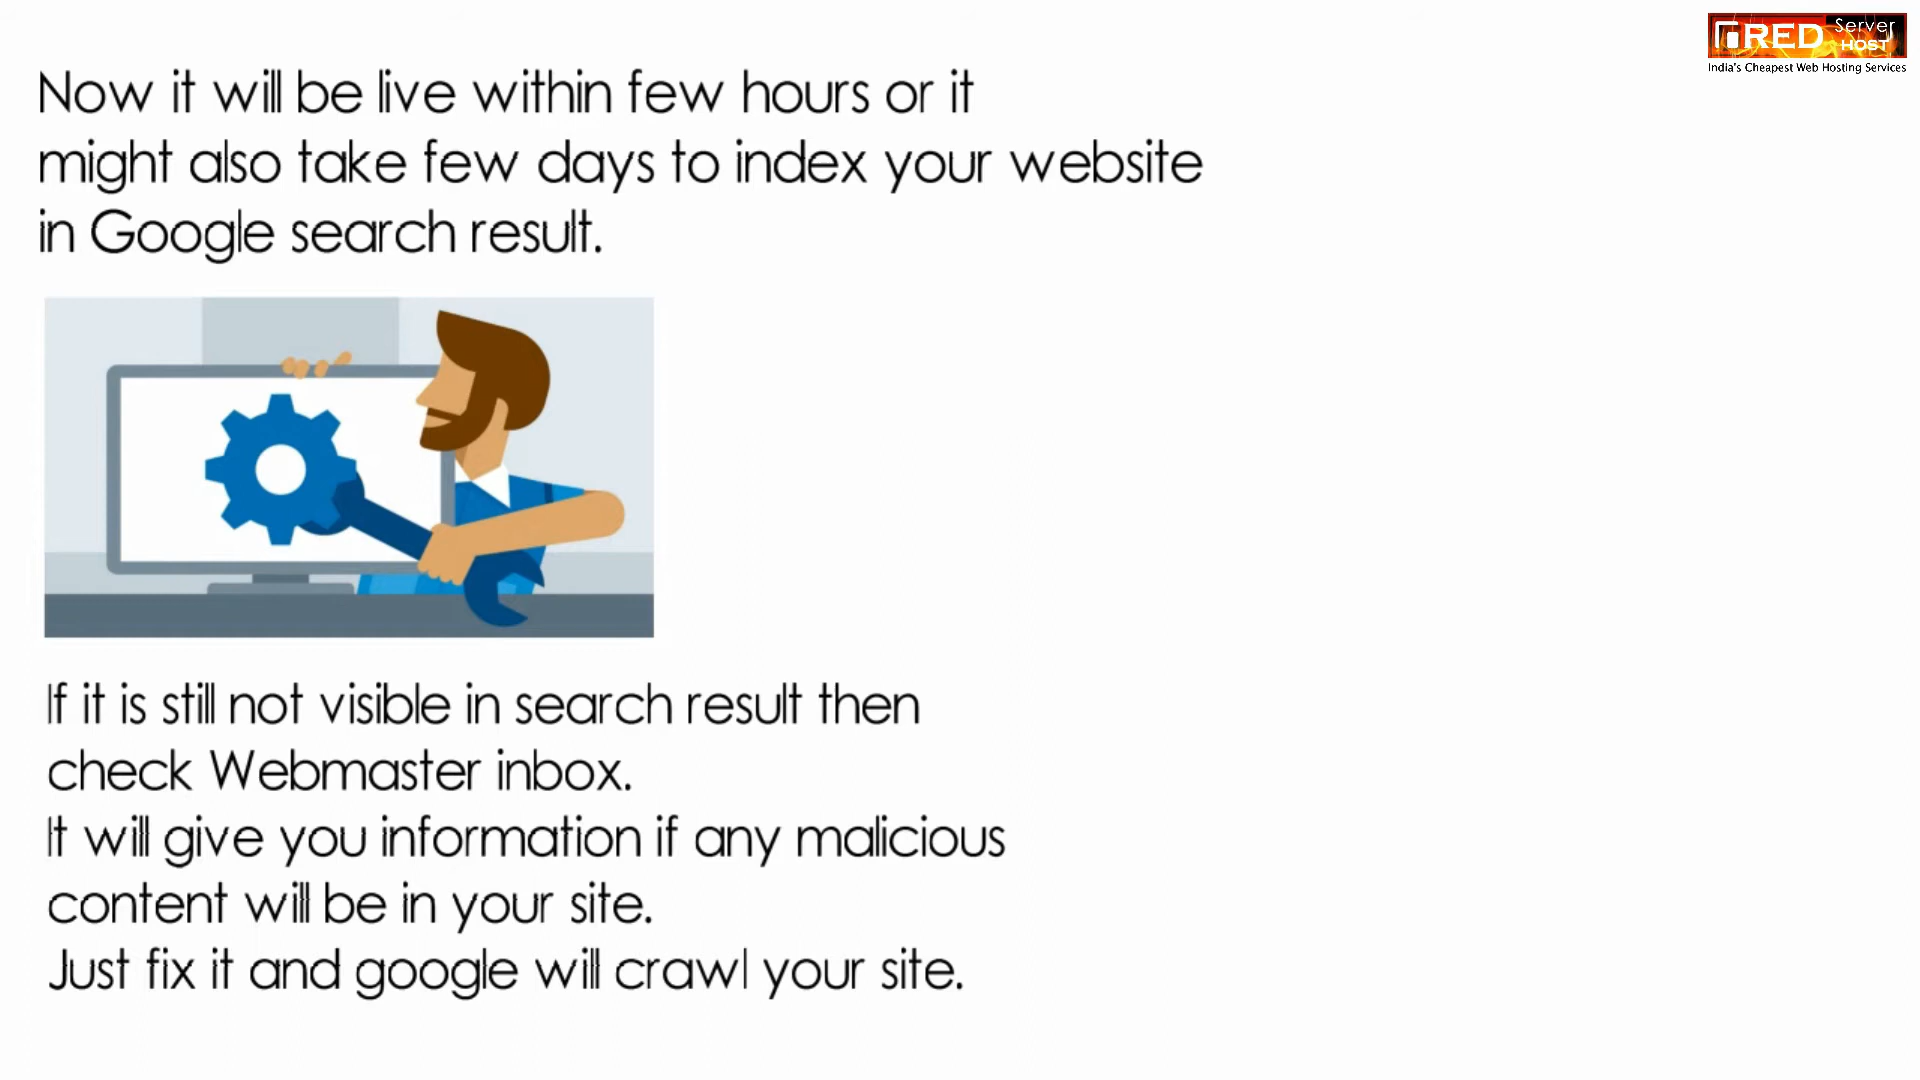 RED Server
HOST
India's Cheapest Web Hosting Services
Now it will be live within few hours or it
might also take few days to index your website
in Google search result.
If it is still not visible in search result then
check Webmaster inbox.
It will give you information if any malicious
content will be in your site.
Just fix it and google will crawl your site.